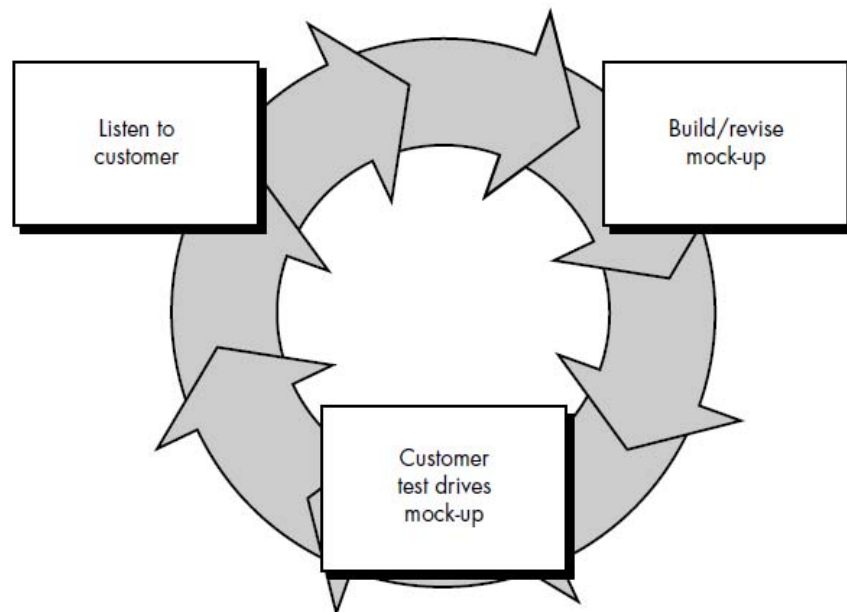 Listen to
customer
Build/revise
mock-up
Customer
test drives
mock-up